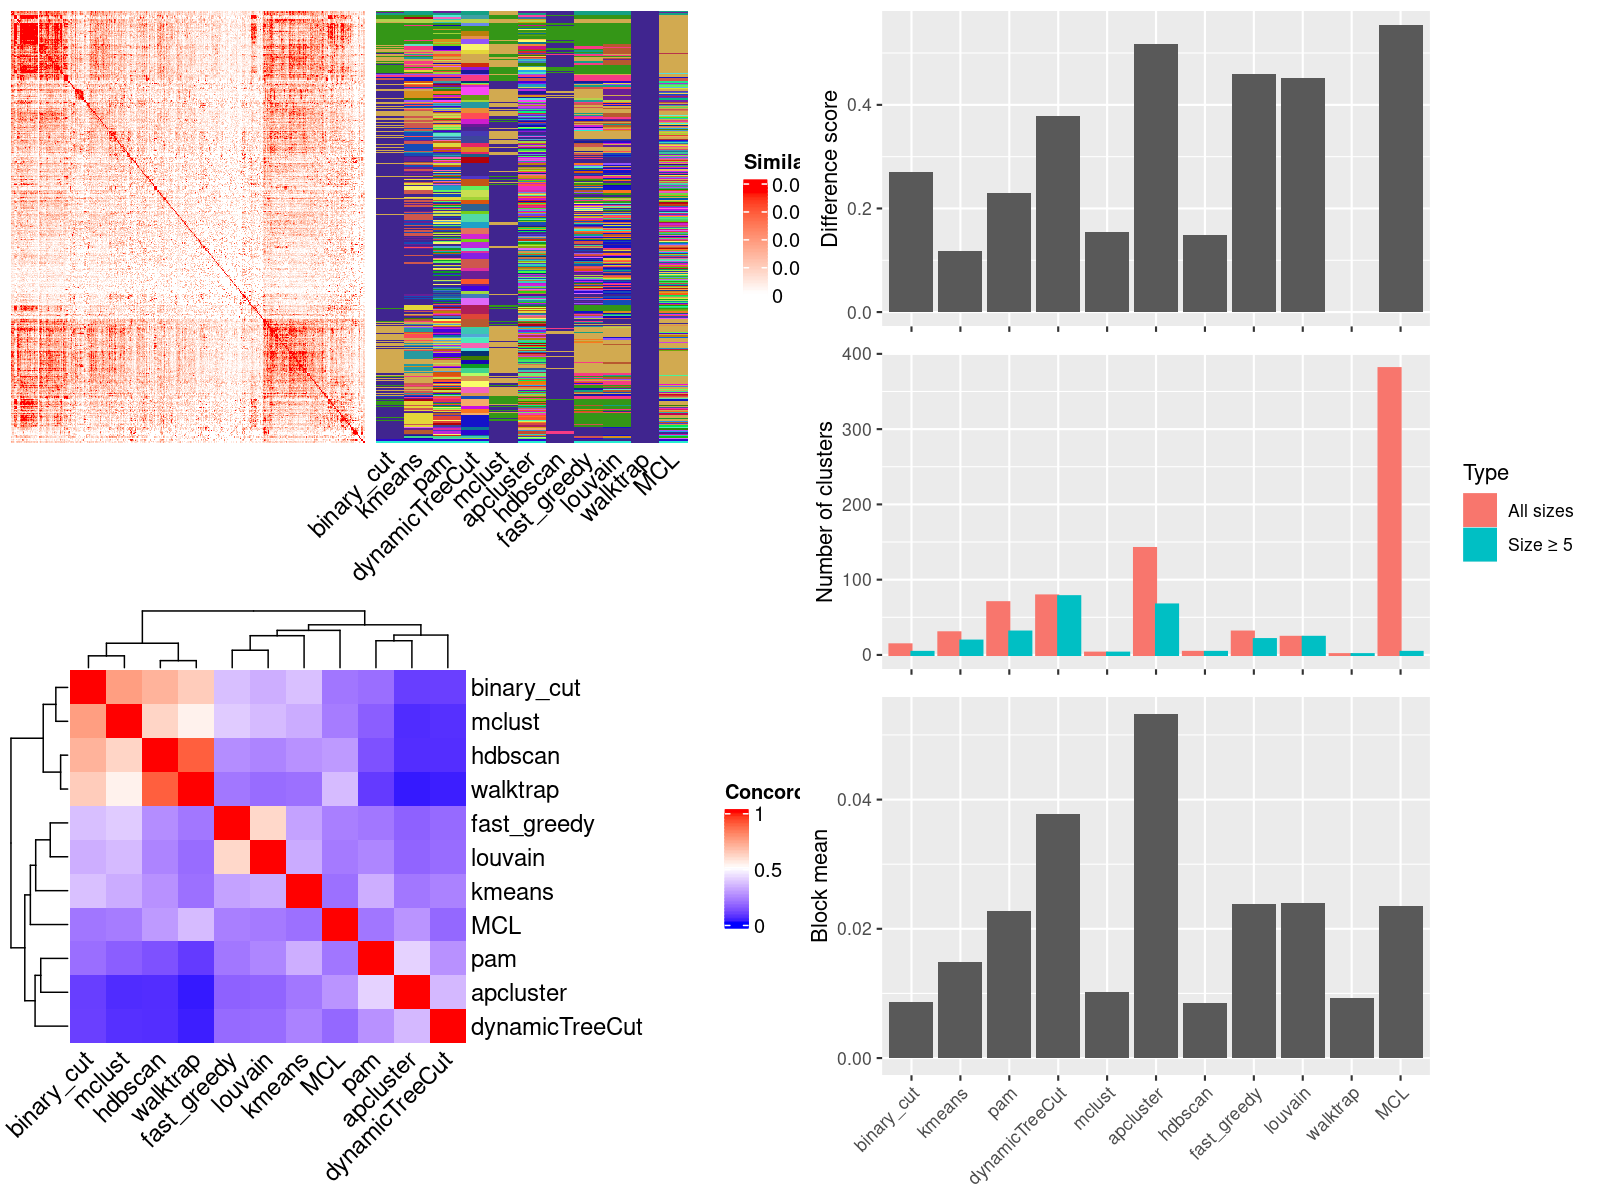 Simila
0.0
0.0
0.0
0.0
0
binary_cut
kmeans
pam
dynamicTreeCut
mclust
apcluster
hdbscan
fast_greedy
louvain
walktrap
MCL
binary_cut
mclust
hdbscan
walktrap
fast_greedy
louvain
kmeans
MCL
pam
apcluster
dynamicTreeCut
binary_cut
mclust
hdbscan
walktrap
fast_greedy
louvain
kmeans
MCL
pam
apcluster
dynamicTreeCut
Concord
1
0.5
0
Difference score
0.4
0.2
0.0
Number of clusters
400
300
200
100
0
Type
All sizes
Size ≥ 5
Block mean
0.04
0.02
0.00
binary_cut
kmeans
pam
dynamicTreeCut
mclust
apcluster
hdbscan
fast_greedy
louvain
walktrap
MCL